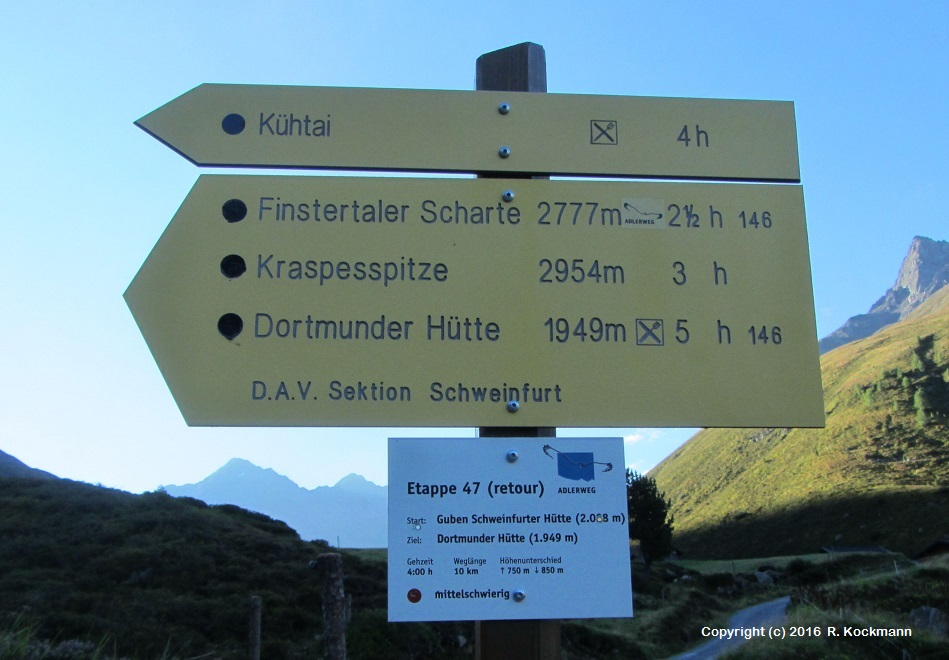 Kühtai 4h
Finstertaler Scharte 2777m ADLERWEG 2½ h 146
Kraspesspitze 2954m 3 h
Dortmunder Hütte 1949m 5 h 146
D.A.V. Sektion Schweinfurt
Etappe 47 (retour)
ADLERWEG
Start: Guben Schweinfurter Hütte m)
Ziel: Dortmunder Hütte (1.949 m)
Gehzeit Weglänge Höhenunterschied
4:00 h 10 km ↑ 750 m ↓ 850 m
mittelschwierig
Copyright (c) 2016 R. Kockmann